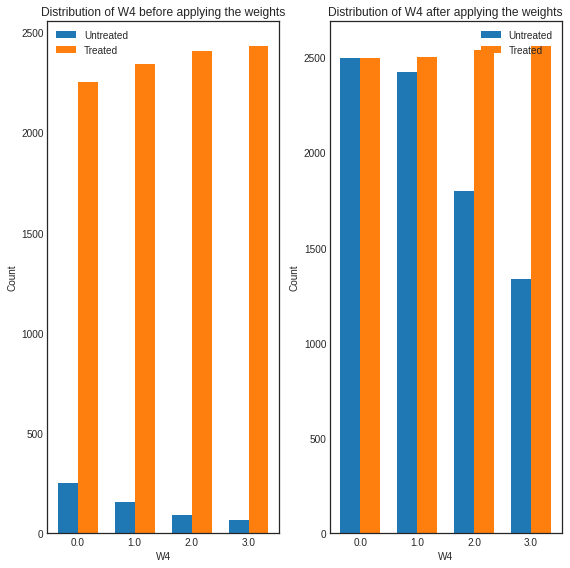 Distribution of W4 before applying the weights
Untreated
Treated
2500
2000
1500
1000
500
0
Count
0.0 1.0 2.0 3.0
W4
Distribution of W4 after applying the weights
Untreated
Treated
2500
2000
1500
1000
500
0
Count
0.0 1.0 2.0 3.0
W4